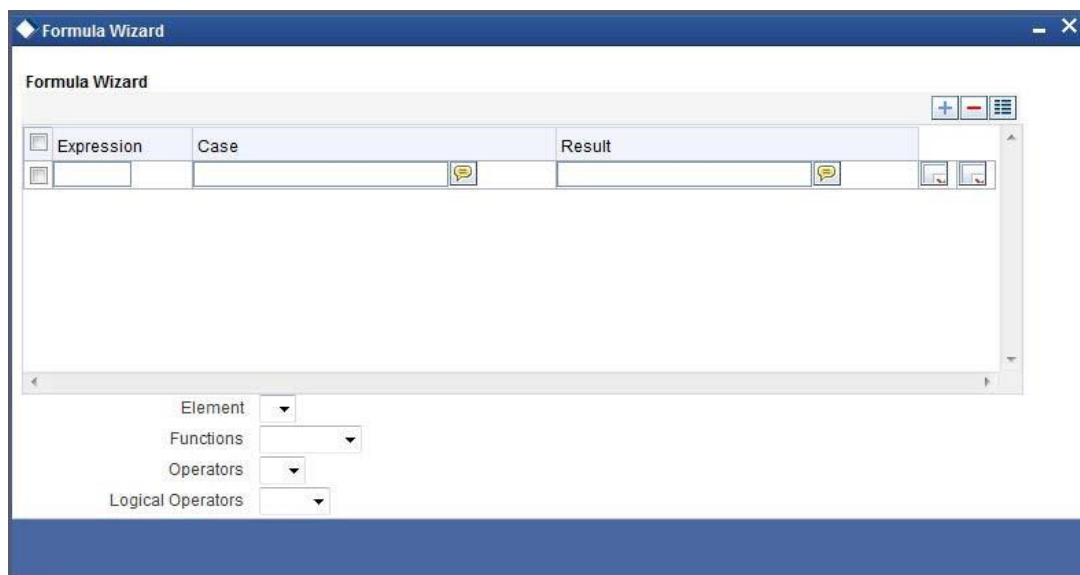 Formula Wizard
Formula Wizard
Expression Case Result
Element
Functions
Operators
Logical Operators